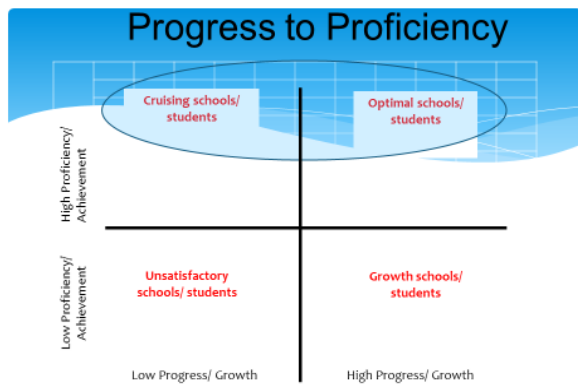 Progress to Proficiency
Cruising schools/
students
Optimal schools/
students
High Proficiency/
Achievement
Unsatisfactory
schools/ students
Growth schools/
students
Low Proficiency/
Achievement
Low Progress/ Growth
High Progress/ Growth